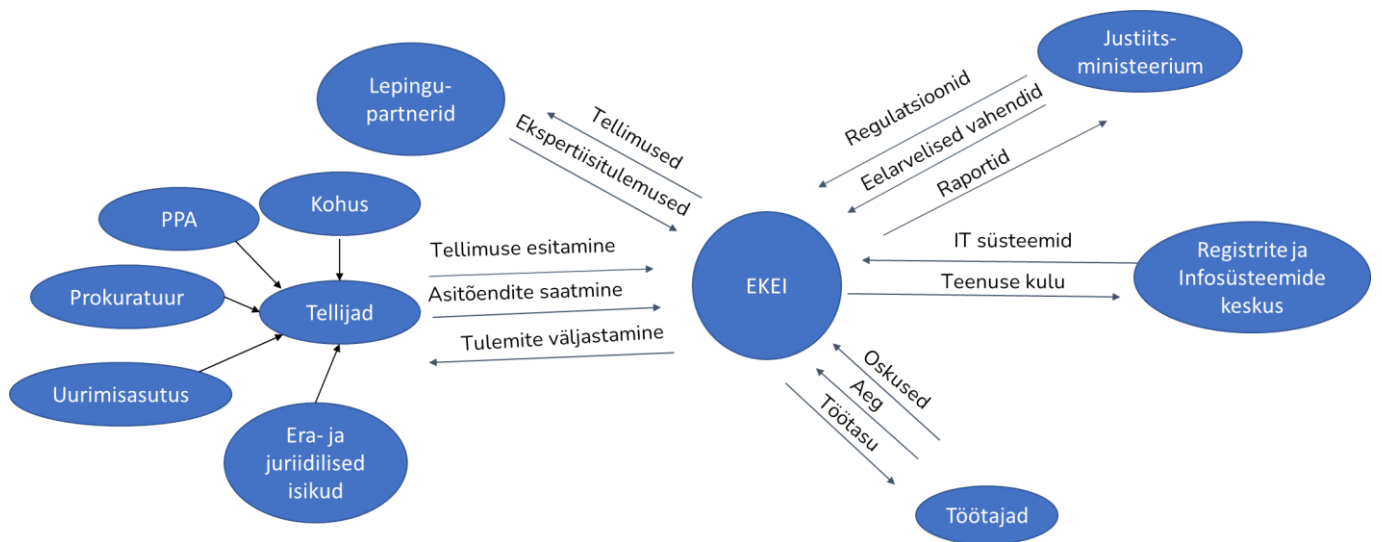 Justiits-
ministeerium
Lepingu-
partnerid
Regulatsioonid
Eelarvelised vahendid
Raportid
Tellimused
Ekspertiisitulemused
PPA
Kohus
Prokuratuur
Tellijad
Uurimisasutus
Era- ja
juriidilised
isikud
Tellimuse esitamine
Asitõendite saatmine
Tulemite väljastamine
EKEI
IT süsteemid
Teenuse kulu
Registrite ja
Infosüsteemide
keskus
Oskused
Aeg
Töötasu
Töötajad